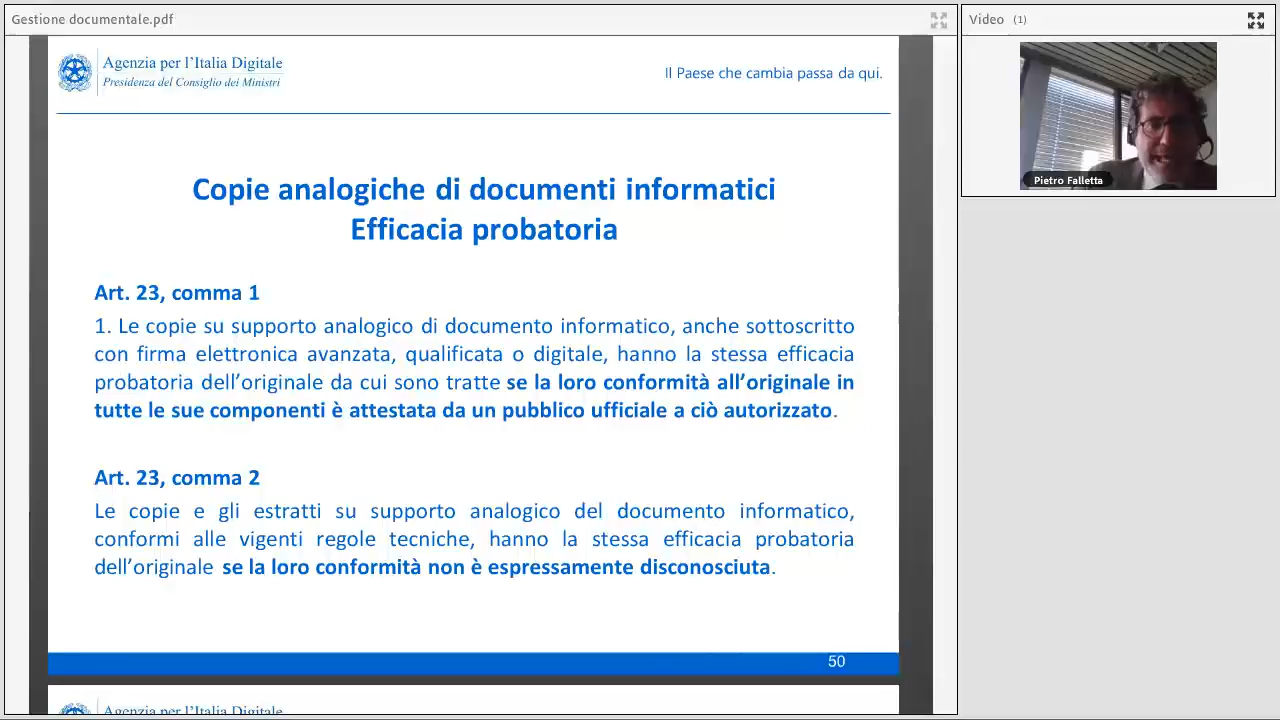 Gestione documentale.pdf
Video (1)
Agenzia per l'Italia Digitale
Presidenza del Consiglio dei Ministri
Il Paese che cambia passa da qui.
Pietro Falletta
Copie analogiche di documenti informatici
Efficacia probatoria
Art. 23, comma 1
1. Le copie su supporto analogico di documento informatico, anche sottoscritto
con firma elettronica avanzata, qualificata o digitale, hanno la stessa efficacia
probatoria dell'originale da cui sono tratte se la loro conformità all'originale in
tutte le sue componenti è attestata da un pubblico ufficiale a ciò autorizzato.
Art. 23, comma 2
Le copie e gli estratti su supporto analogico del documento informatico,
conformi alle vigenti regole tecniche, hanno la stessa efficacia probatoria
dell'originale se la loro conformità non è espressamente disconosciuta.
50
Agenzia per l'Italia Digitale